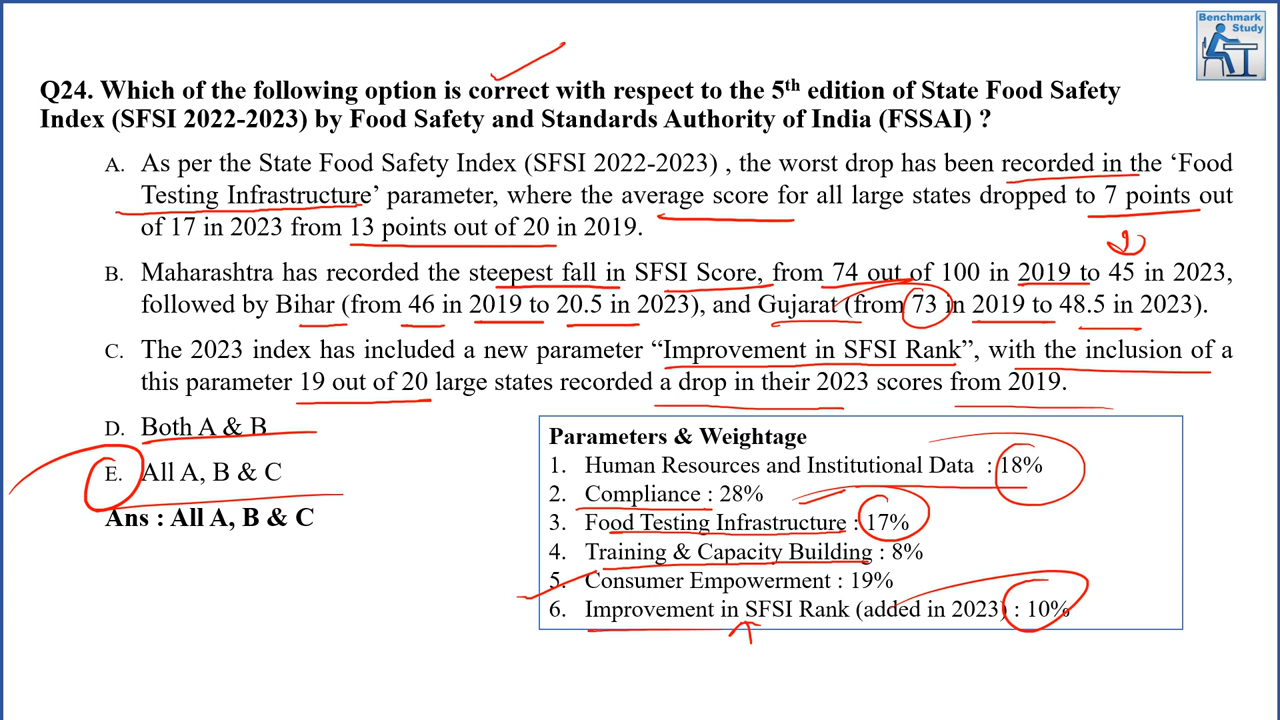 Benchmark
Study
Q24. Which of the following option is correct with respect to the 5th edition of State Food Safety
Index (SFSI 2022-2023) by Food Safety and Standards Authority of India (FSSAI) ?
A. As per the State Food Safety Index (SFSI 2022-2023) , the worst drop has been recorded in the ‘Food
Testing Infrastructure’ parameter, where the average score for all large states dropped to 7 points out
of 17 in 2023 from 13 points out of 20 in 2019.
B. Maharashtra has recorded the steepest fall in SFSI Score, from 74 out of 100 in 2019 to 45 in 2023,
followed by Bihar (from 46 in 2019 to 20.5 in 2023), and Gujarat (from 73 in 2019 to 48.5 in 2023).
C. The 2023 index has included a new parameter “Improvement in SFSI Rank”, with the inclusion of a
this parameter 19 out of 20 large states recorded a drop in their 2023 scores from 2019.
D. Both A & B
E. All A, B & C
Ans : All A, B & C
Parameters & Weightage
1. Human Resources and Institutional Data : 18%
2. Compliance : 28%
3. Food Testing Infrastructure : 17%
4. Training & Capacity Building : 8%
5. Consumer Empowerment : 19%
6. Improvement in SFSI Rank (added in 2023) : 10%